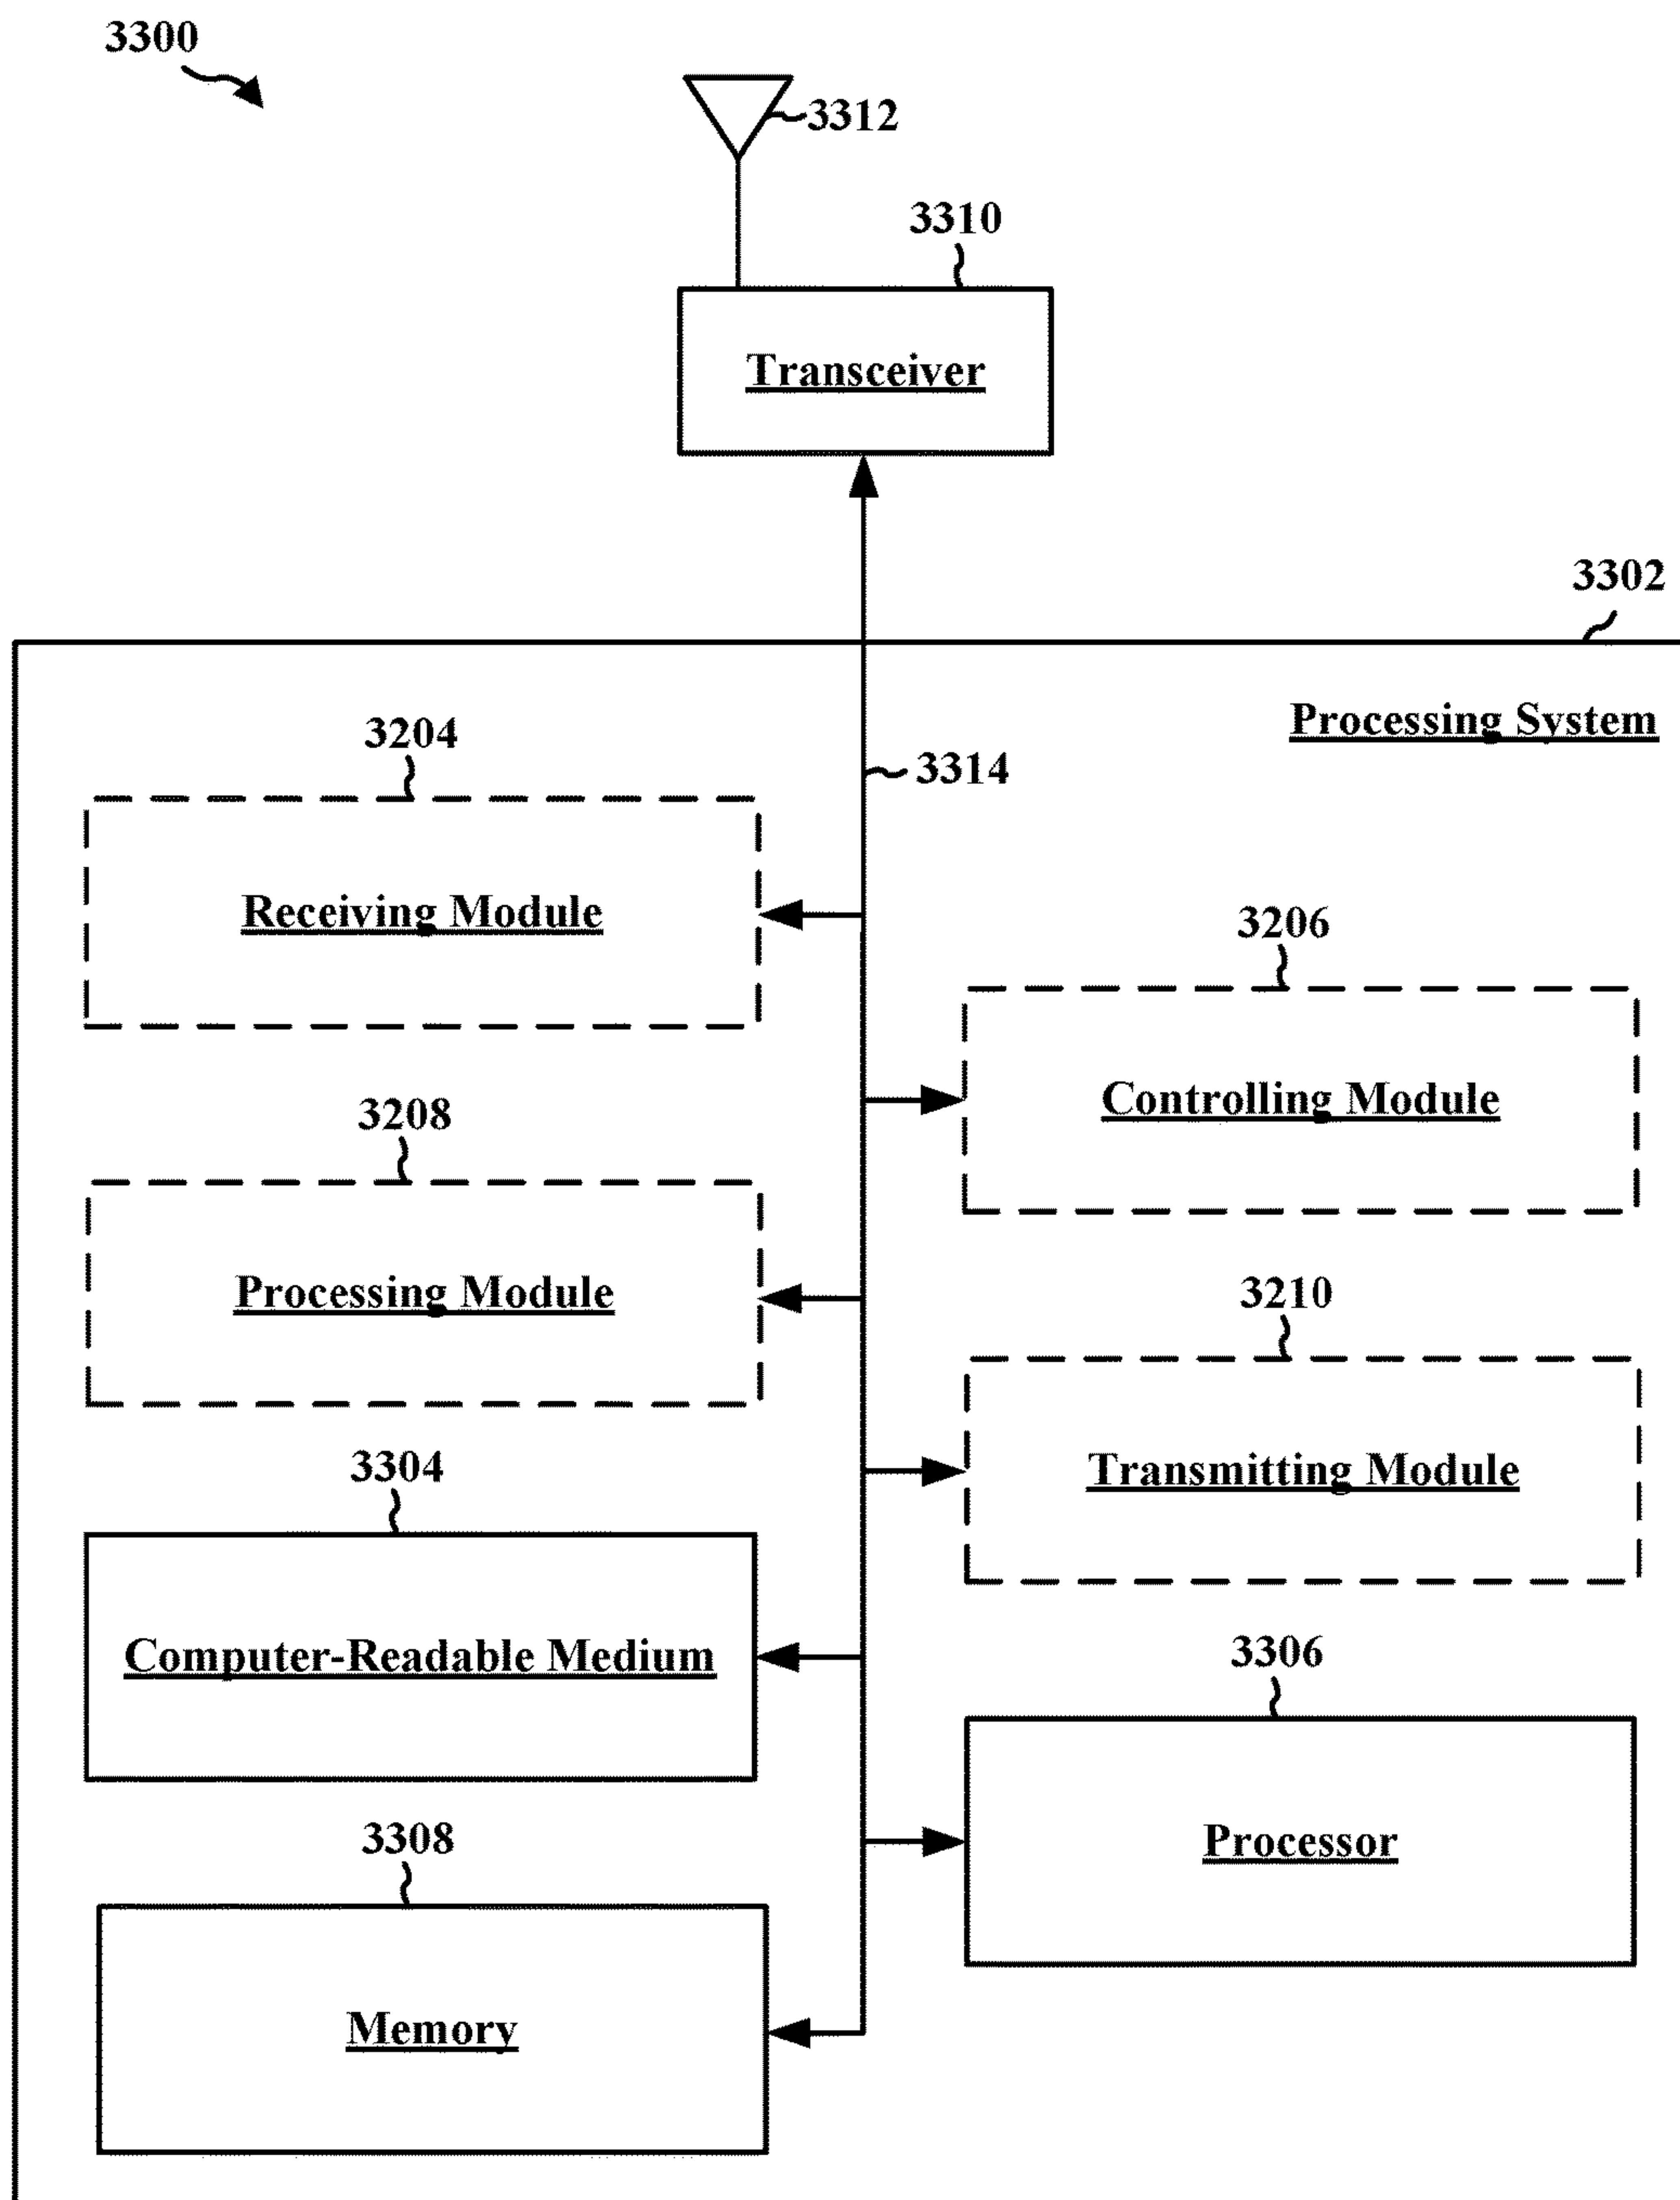 3300
3312
3310
Transceiver
3302
Processing System
3204
3314
Receiving Module
3206
Controlling Module
3208
Processing Module
3210
Transmitting Module
3304
Computer-Readable Medium
3306
Processor
3308
Memory